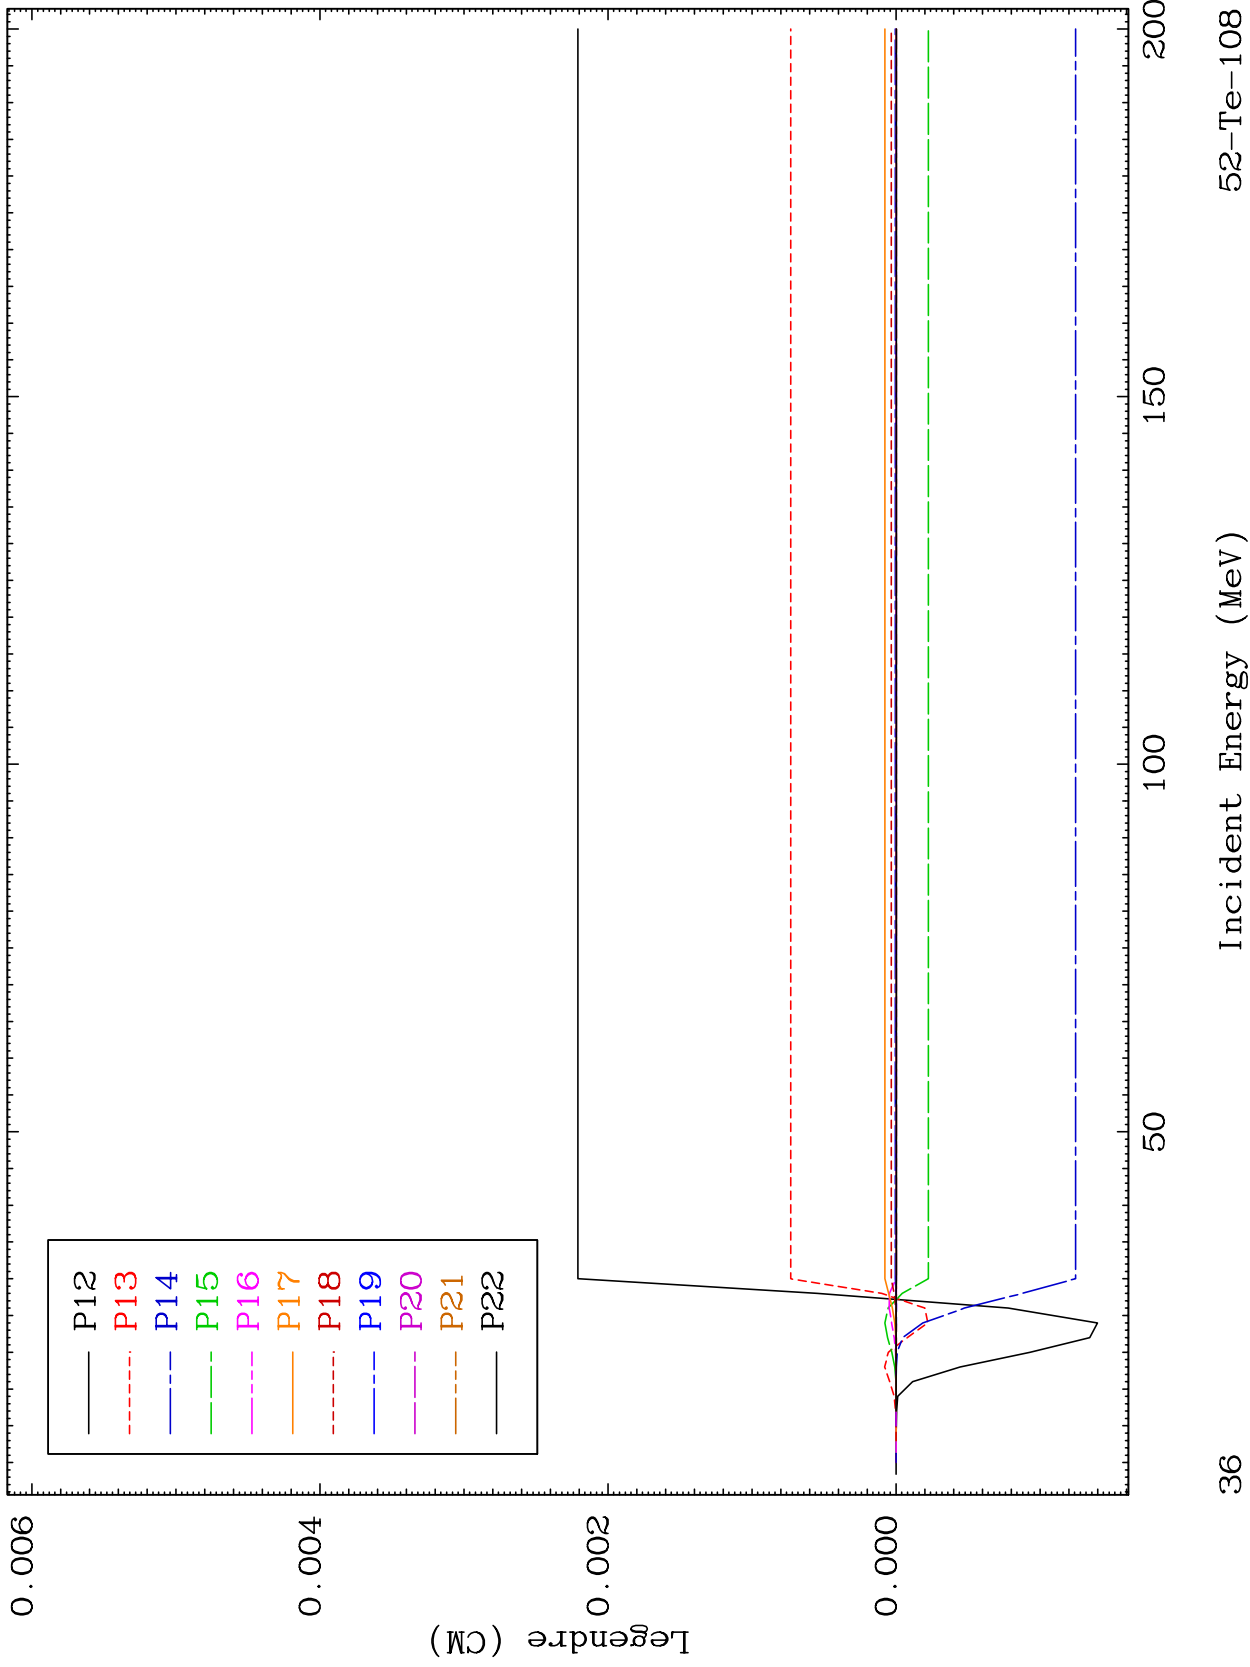 0.006
0.004
0.002
0.000
Legendre (CM)
P12
P13
P14
P15
P16
P17
P18
P19
P20
P21
P22
50
100
150
200
Incident Energy (MeV)
36
52-Te-108